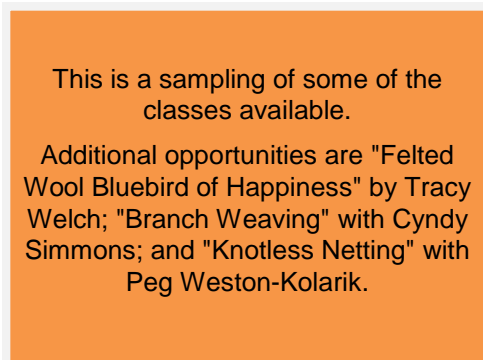 This is a sampling of some of the
classes available.
Additional opportunities are "Felted
Wool Bluebird of Happiness" by Tracy
Welch; "Branch Weaving" with Cyndy
Simmons; and "Knotless Netting" with
Peg Weston-Kolarik.